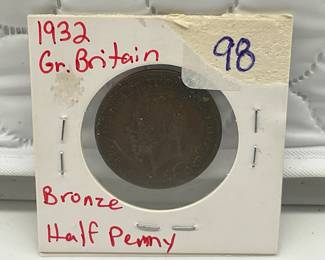 1932
Gr. Britain
98
Bronze
Half Penny